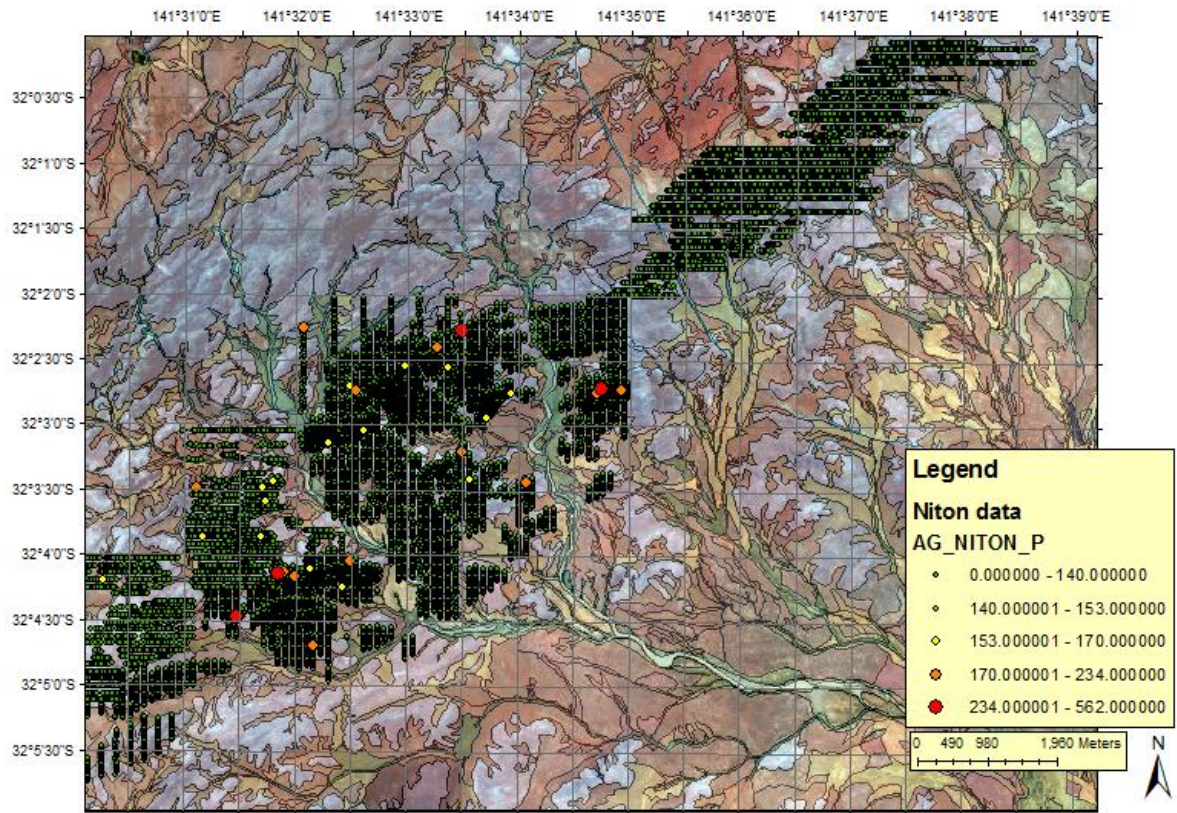 141°31'0"E 141°32'0"E 141°33'0"E 141°34'0"E 141°35'0"E 141°36'0"E 141°37'0"E 141°38'0"E 141°39'0"E
32°0'30"S
32°1'0"S
32°1'30"S
32°2'0"S
32°2'30"S
32°3'0"S
32°3'30"S
32°4'0"S
32°4'30"S
32°5'0"S
32°5'30"S
Legend
Niton data
AG_NITON_P
0.000000 - 140.000000
140.000001 - 153.000000
153.000001 - 170.000000
170.000001 - 234.000000
234.000001 - 562.000000
0 490 980 1,960 Meters
N